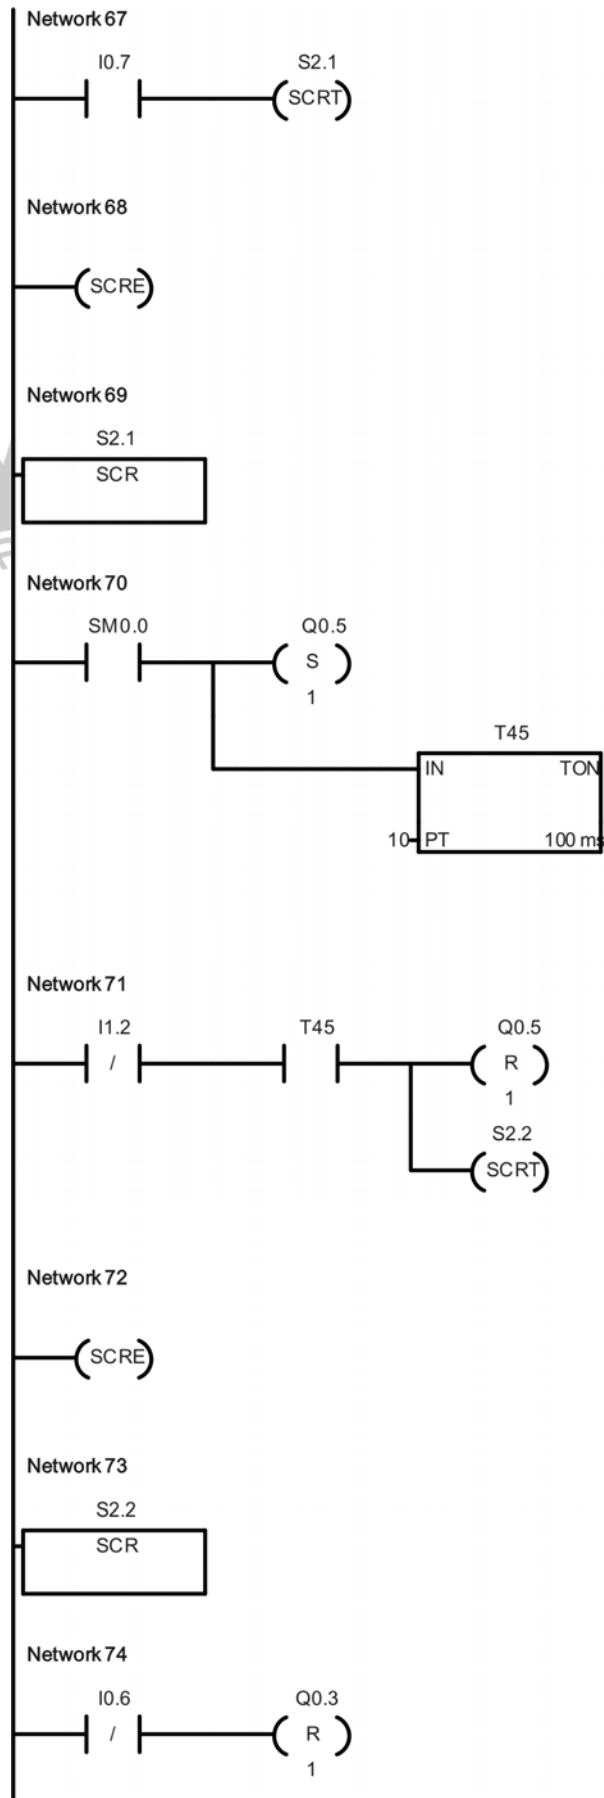 Network 67
I0.7 S2.1
SCRT
Network 68
SCRE
Network 69
S2.1
SCR
Network 70
SM0.0 Q0.5
S
1
T45
IN TON
10 PT 100 ms
Network 71
I1.2 T45 Q0.5
/ R
1
S2.2
SCRT
Network 72
SCRE
Network 73
S2.2
SCR
Network 74
I0.6 Q0.3
/ R
1